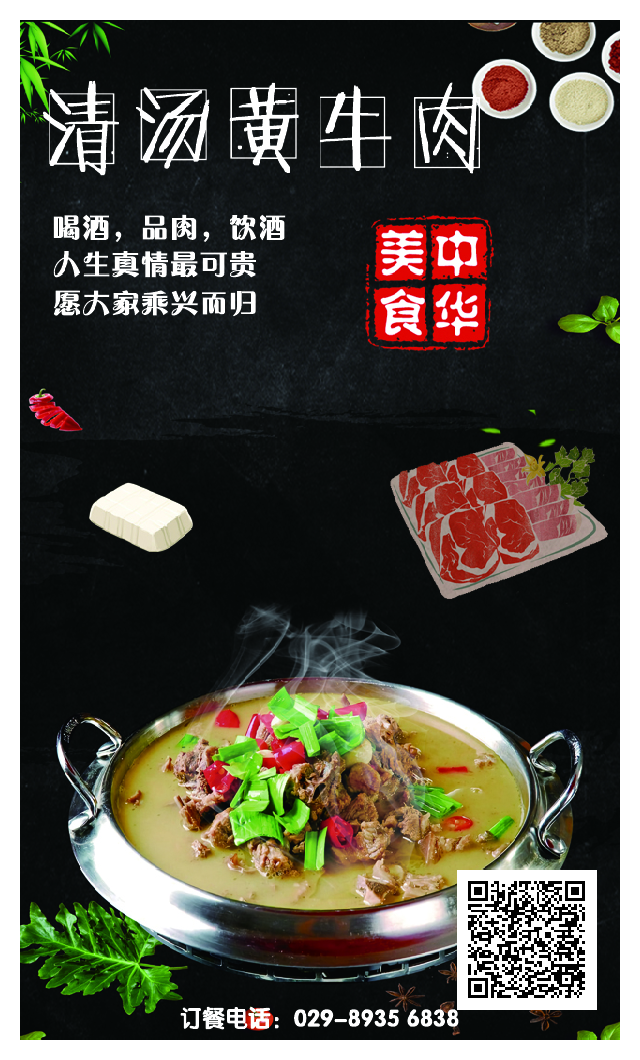 清汤黄牛肉
喝酒，品肉，饮酒
人生真情最可贵
愿大家乘兴而归
中华
美食
订餐电话：029-8935 6838